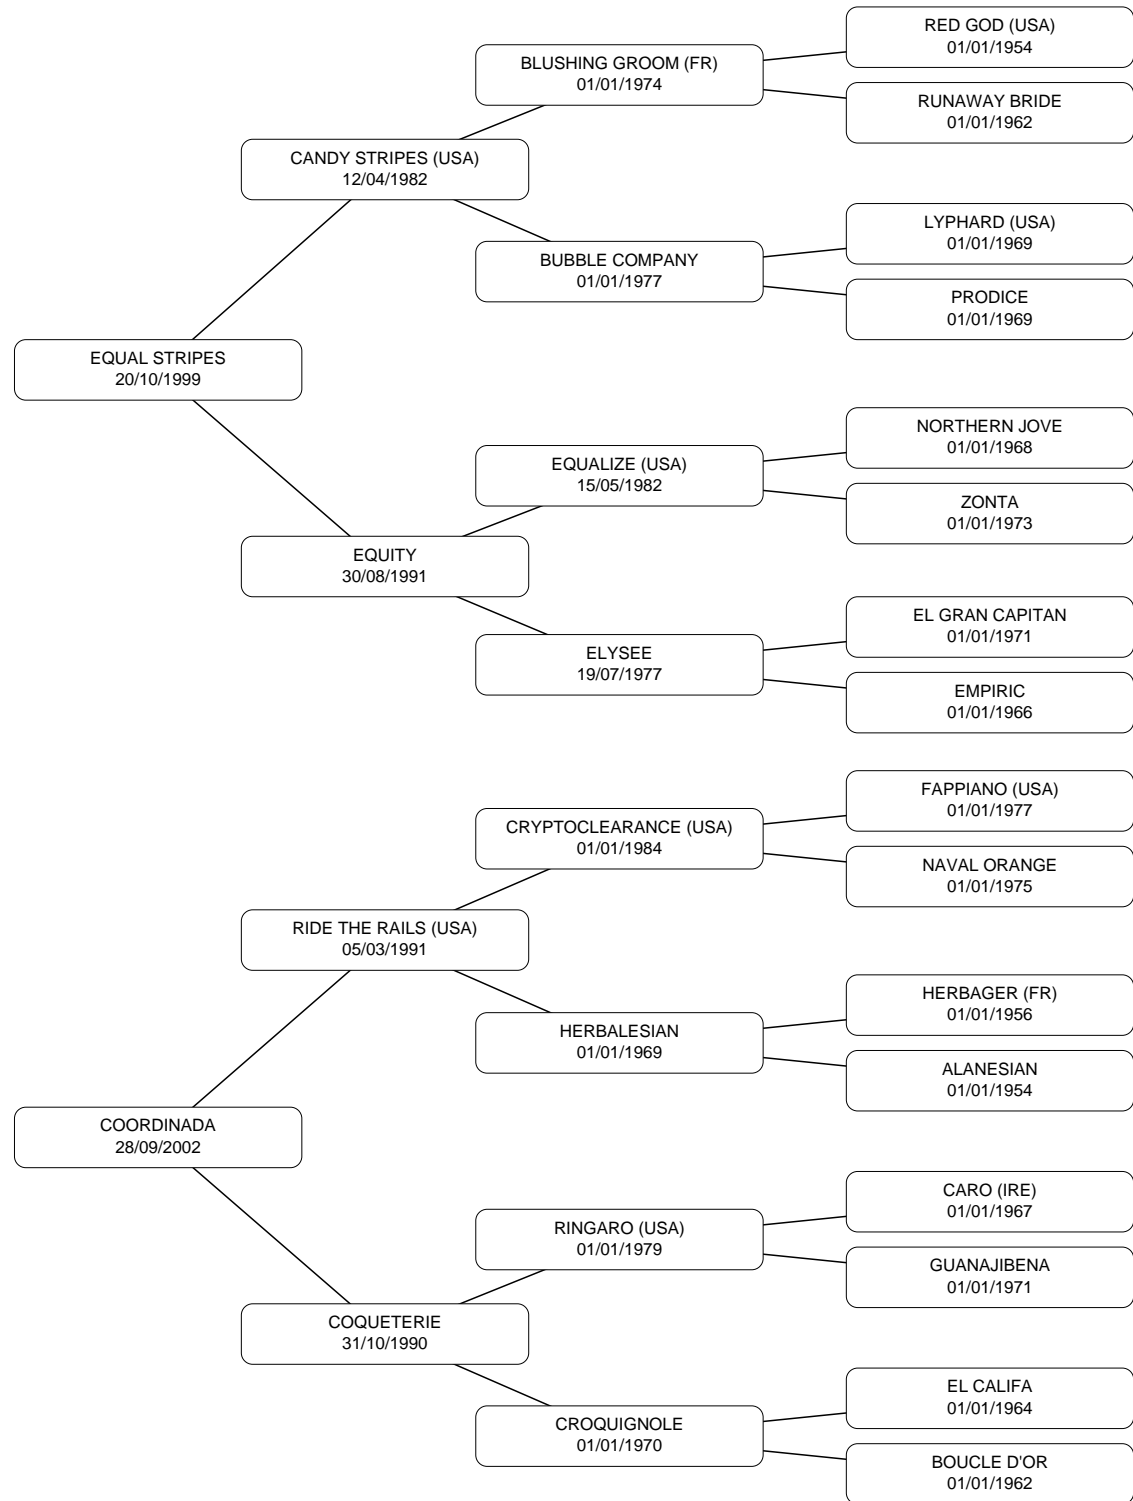 RED GOD (USA)
01/01/1954
BLUSHING GROOM (FR)
01/01/1974
RUNAWAY BRIDE
01/01/1962
CANDY STRIPES (USA)
12/04/1982
LYPHARD (USA)
01/01/1969
BUBBLE COMPANY
01/01/1977
PRODICE
01/01/1969
EQUAL STRIPES
20/10/1999
NORTHERN JOVE
01/01/1968
EQUALIZE (USA)
15/05/1982
ZONTA
01/01/1973
EQUITY
30/08/1991
EL GRAN CAPITAN
01/01/1971
ELYSEE
19/07/1977
EMPIRIC
01/01/1966
FAPPIANO (USA)
01/01/1977
CRYPTOCLEARANCE (USA)
01/01/1984
NAVAL ORANGE
01/01/1975
RIDE THE RAILS (USA)
05/03/1991
HERBAGER (FR)
01/01/1956
HERBALESIAN
01/01/1969
ALANESIAN
01/01/1954
COORDINADA
28/09/2002
CARO (IRE)
01/01/1967
RINGARO (USA)
01/01/1979
GUANAJIBENA
01/01/1971
COQUETERIE
31/10/1990
EL CALIFA
01/01/1964
CROQUIGNOLE
01/01/1970
BOUCLE D'OR
01/01/1962